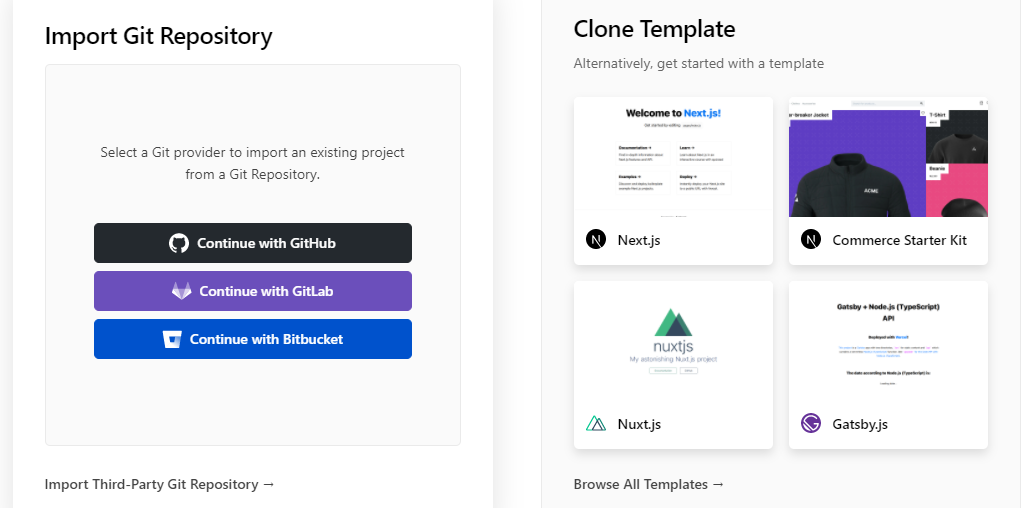 Import Git Repository
Select a Git provider to import an existing project
from a Git Repository.
Continue with GitHub
Continue with GitLab
Continue with Bitbucket
Import Third-Party Git Repository →
Clone Template
Alternatively, get started with a template
Welcome to Next.js!
Get started by editing
Documentation →
Learn →
Examples →
Deploy →
Next.js
er-breaker Jacket
T-Shirt
Beanie
ACME
Commerce Starter Kit
nuxtjs
My astonishing Nuxt.js project
Nuxt.js
Gatsby + Node.js (TypeScript)
API
Deployed with
The date according to Node.js (TypeScript) is:
Gatsby.js
Browse All Templates →